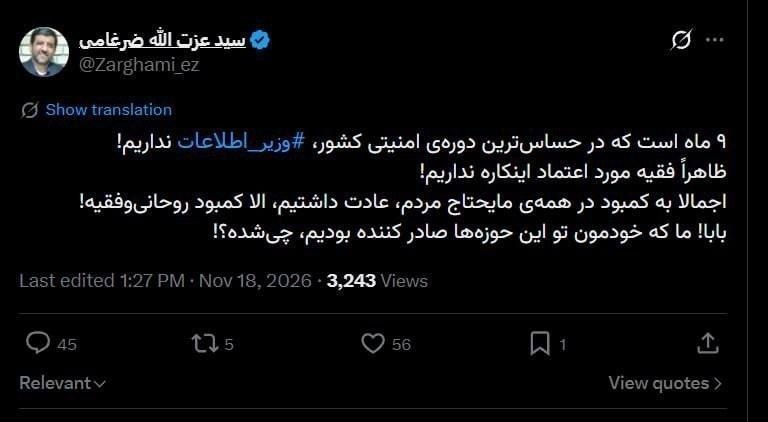 سید عزت الله ضرغامی
@Zarghami_ez
Show translation
۹ ماه است که در حساس‌ترین دوره‌ی امنیتی کشور، #وزیر_اطلاعات نداریم!
ظاهراً فقیه مورد اعتماد اینکاره نداریم!
اجمالا به کمبود در همه‌ی مایحتاج مردم، عادت داشتیم، الا کمبود روحانی‌وفقیه!
بابا! ما که خودمون تو این حوزه‌ها صادر کننده بودیم، چی‌شده؟!
Last edited 1:27 PM · Nov 18, 2026 · 3,243 Views
45 5 56 1
Relevant View quotes